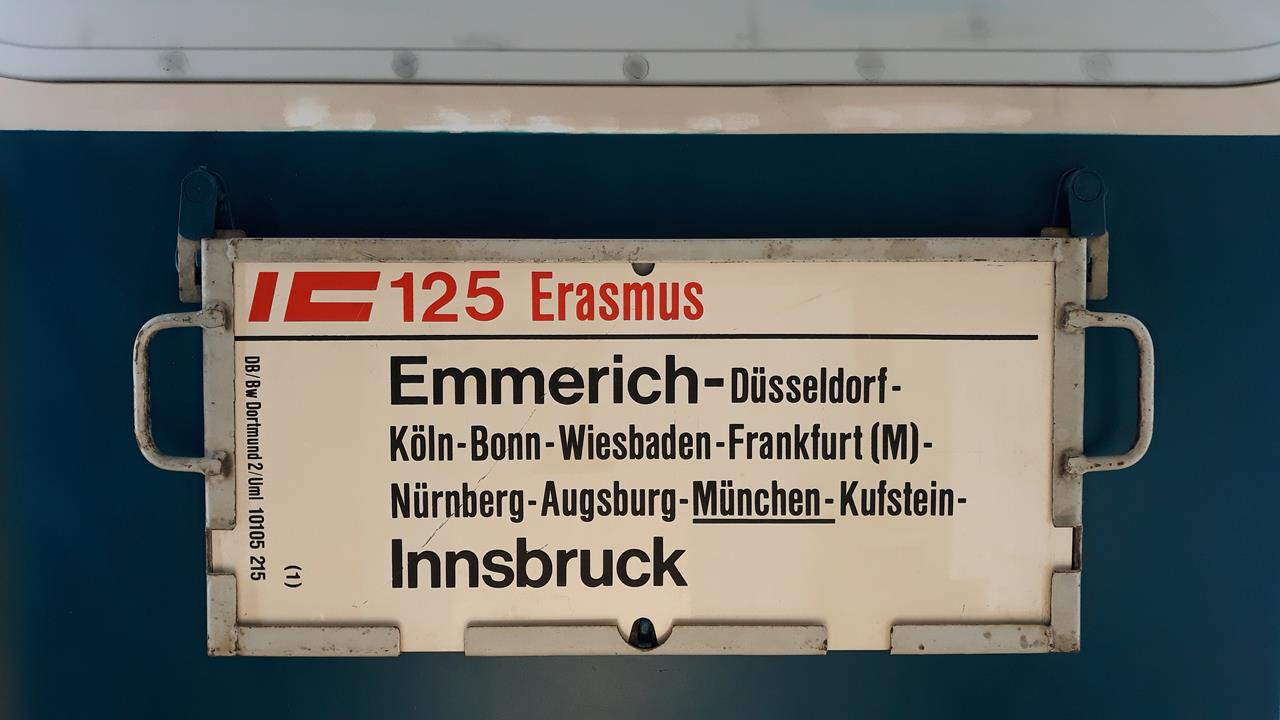 IC 125 Erasmus
Emmerich-Düsseldorf-
Köln-Bonn-Wiesbaden-Frankfurt (M)-
Nürnberg-Augsburg-München-Kufstein-
Innsbruck
DB/Bw Dortmund 2/Uml 10105 215
(1)